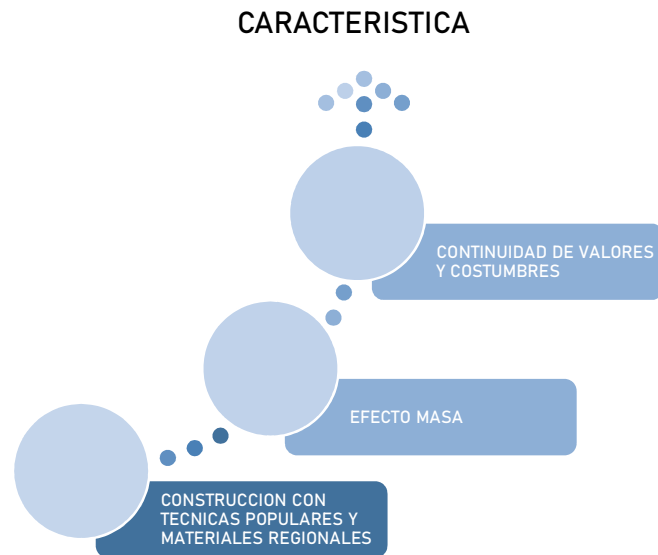 CARACTERISTICA
CONTINUIDAD DE VALORES
Y COSTUMBRES
EFECTO MASA
CONSTRUCCION CON
TECNICAS POPULARES Y
MATERIALES REGIONALES